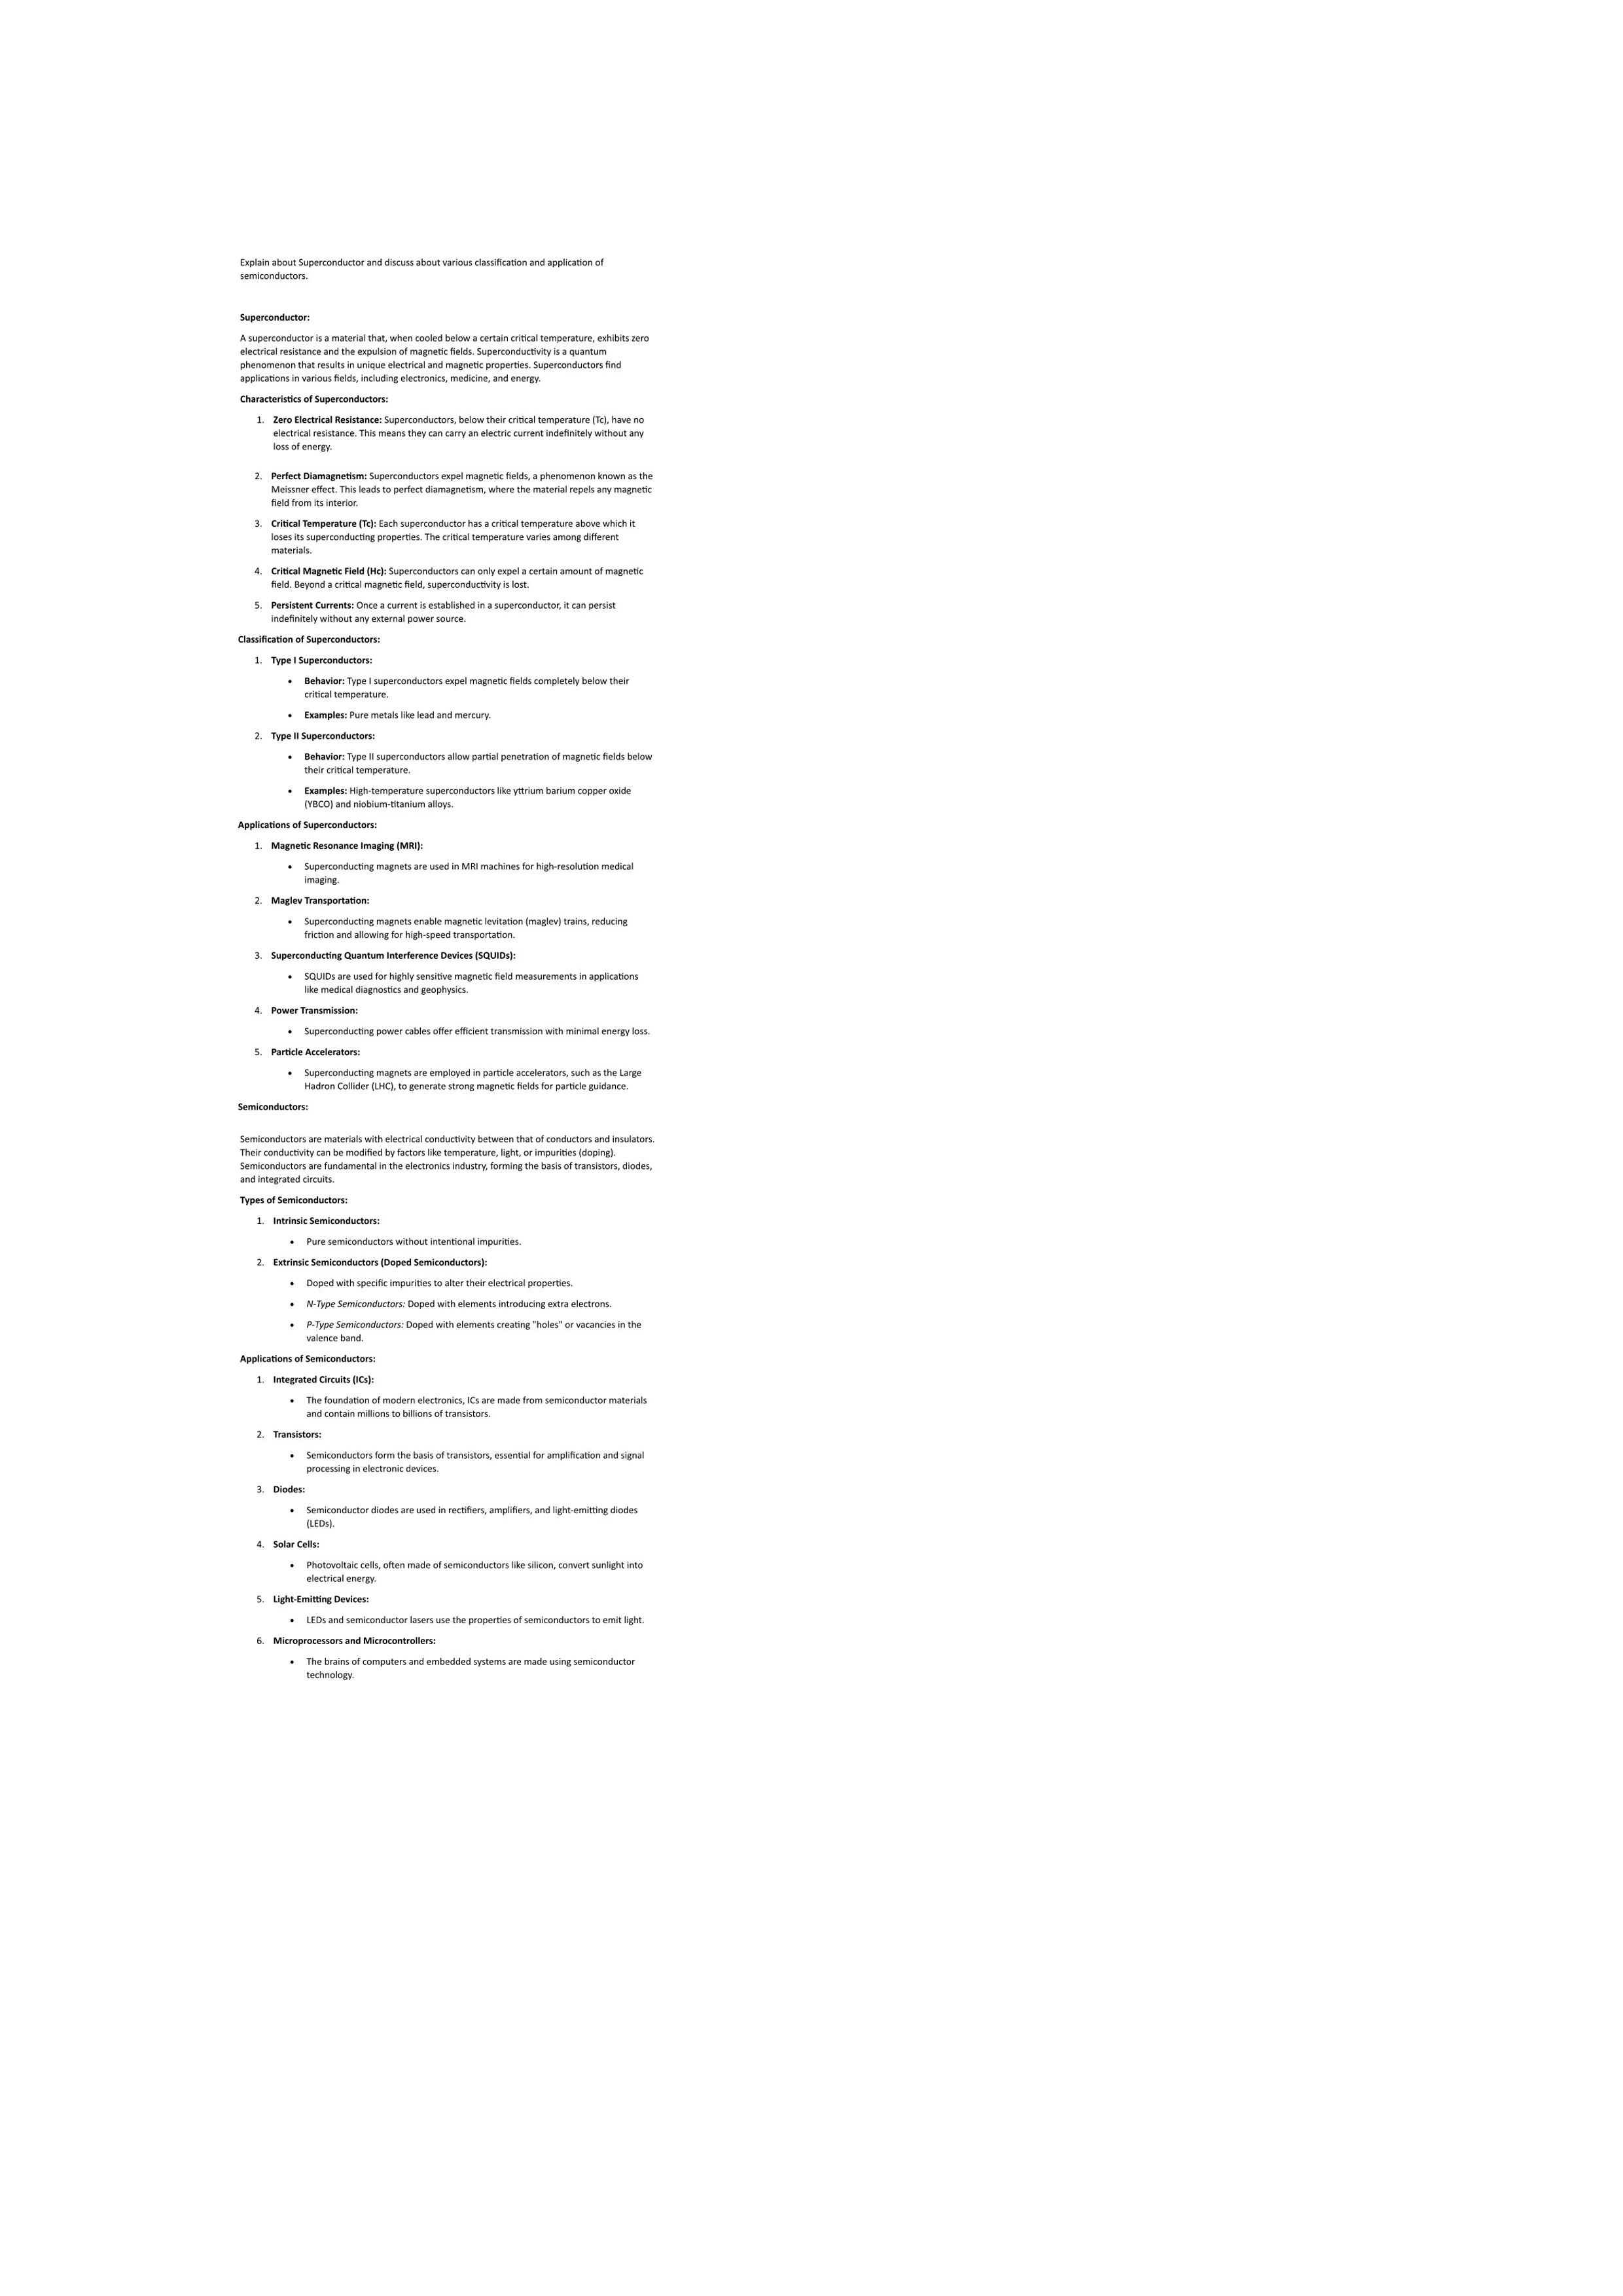 Explain about Superconductor and discuss about various classification and application of
semiconductors.
Superconductor:
A superconductor is a material that, when cooled below a certain critical temperature, exhibits zero
electrical resistance and the expulsion of magnetic fields. Superconductivity is a quantum
phenomenon that results in unique electrical and magnetic properties. Superconductors find
applications in various fields, including electronics, medicine, and energy.
Characteristics of Superconductors:
1. Zero Electrical Resistance: Superconductors, below their critical temperature (Tc), have no
electrical resistance. This means they can carry an electric current indefinitely without any
loss of energy.
2. Perfect Diamagnetism: Superconductors expel magnetic fields, a phenomenon known as the
Meissner effect. This leads to perfect diamagnetism, where the material repels any magnetic
field from its interior.
3. Critical Temperature (Tc): Each superconductor has a critical temperature above which it
loses its superconducting properties. The critical temperature varies among different
materials.
4. Critical Magnetic Field (Hc): Superconductors can only expel a certain amount of magnetic
field. Beyond a critical magnetic field, superconductivity is lost.
5. Persistent Currents: Once a current is established in a superconductor, it can persist
indefinitely without any external power source.
Classification of Superconductors:
1. Type I Superconductors:
• Behavior: Type I superconductors expel magnetic fields completely below their
critical temperature.
• Examples: Pure metals like lead and mercury.
2. Type II Superconductors:
• Behavior: Type II superconductors allow partial penetration of magnetic fields below
their critical temperature.
• Examples: High-temperature superconductors like yttrium barium copper oxide
(YBCO) and niobium-titanium alloys.
Applications of Superconductors:
1. Magnetic Resonance Imaging (MRI):
• Superconducting magnets are used in MRI machines for high-resolution medical
imaging.
2. Maglev Transportation:
• Superconducting magnets enable magnetic levitation (maglev) trains, reducing
friction and allowing for high-speed transportation.
3. Superconducting Quantum Interference Devices (SQUIDs):
• SQUIDs are used for highly sensitive magnetic field measurements in applications
like medical diagnostics and geophysics.
4. Power Transmission:
• Superconducting power cables offer efficient transmission with minimal energy loss.
5. Particle Accelerators:
• Superconducting magnets are employed in particle accelerators, such as the Large
Hadron Collider (LHC), to generate strong magnetic fields for particle guidance.
Semiconductors:
Semiconductors are materials with electrical conductivity between that of conductors and insulators.
Their conductivity can be modified by factors like temperature, light, or impurities (doping).
Semiconductors are fundamental in the electronics industry, forming the basis of transistors, diodes,
and integrated circuits.
Types of Semiconductors:
1. Intrinsic Semiconductors:
• Pure semiconductors without intentional impurities.
2. Extrinsic Semiconductors (Doped Semiconductors):
• Doped with specific impurities to alter their electrical properties.
• N-Type Semiconductors: Doped with elements introducing extra electrons.
• P-Type Semiconductors: Doped with elements creating "holes" or vacancies in the
valence band.
Applications of Semiconductors:
1. Integrated Circuits (ICs):
• The foundation of modern electronics, ICs are made from semiconductor materials
and contain millions to billions of transistors.
2. Transistors:
• Semiconductors form the basis of transistors, essential for amplification and signal
processing in electronic devices.
3. Diodes:
• Semiconductor diodes are used in rectifiers, amplifiers, and light-emitting diodes
(LEDs).
4. Solar Cells:
• Photovoltaic cells, often made of semiconductors like silicon, convert sunlight into
electrical energy.
5. Light-Emitting Devices:
• LEDs and semiconductor lasers use the properties of semiconductors to emit light.
6. Microprocessors and Microcontrollers:
• The brains of computers and embedded systems are made using semiconductor
technology.